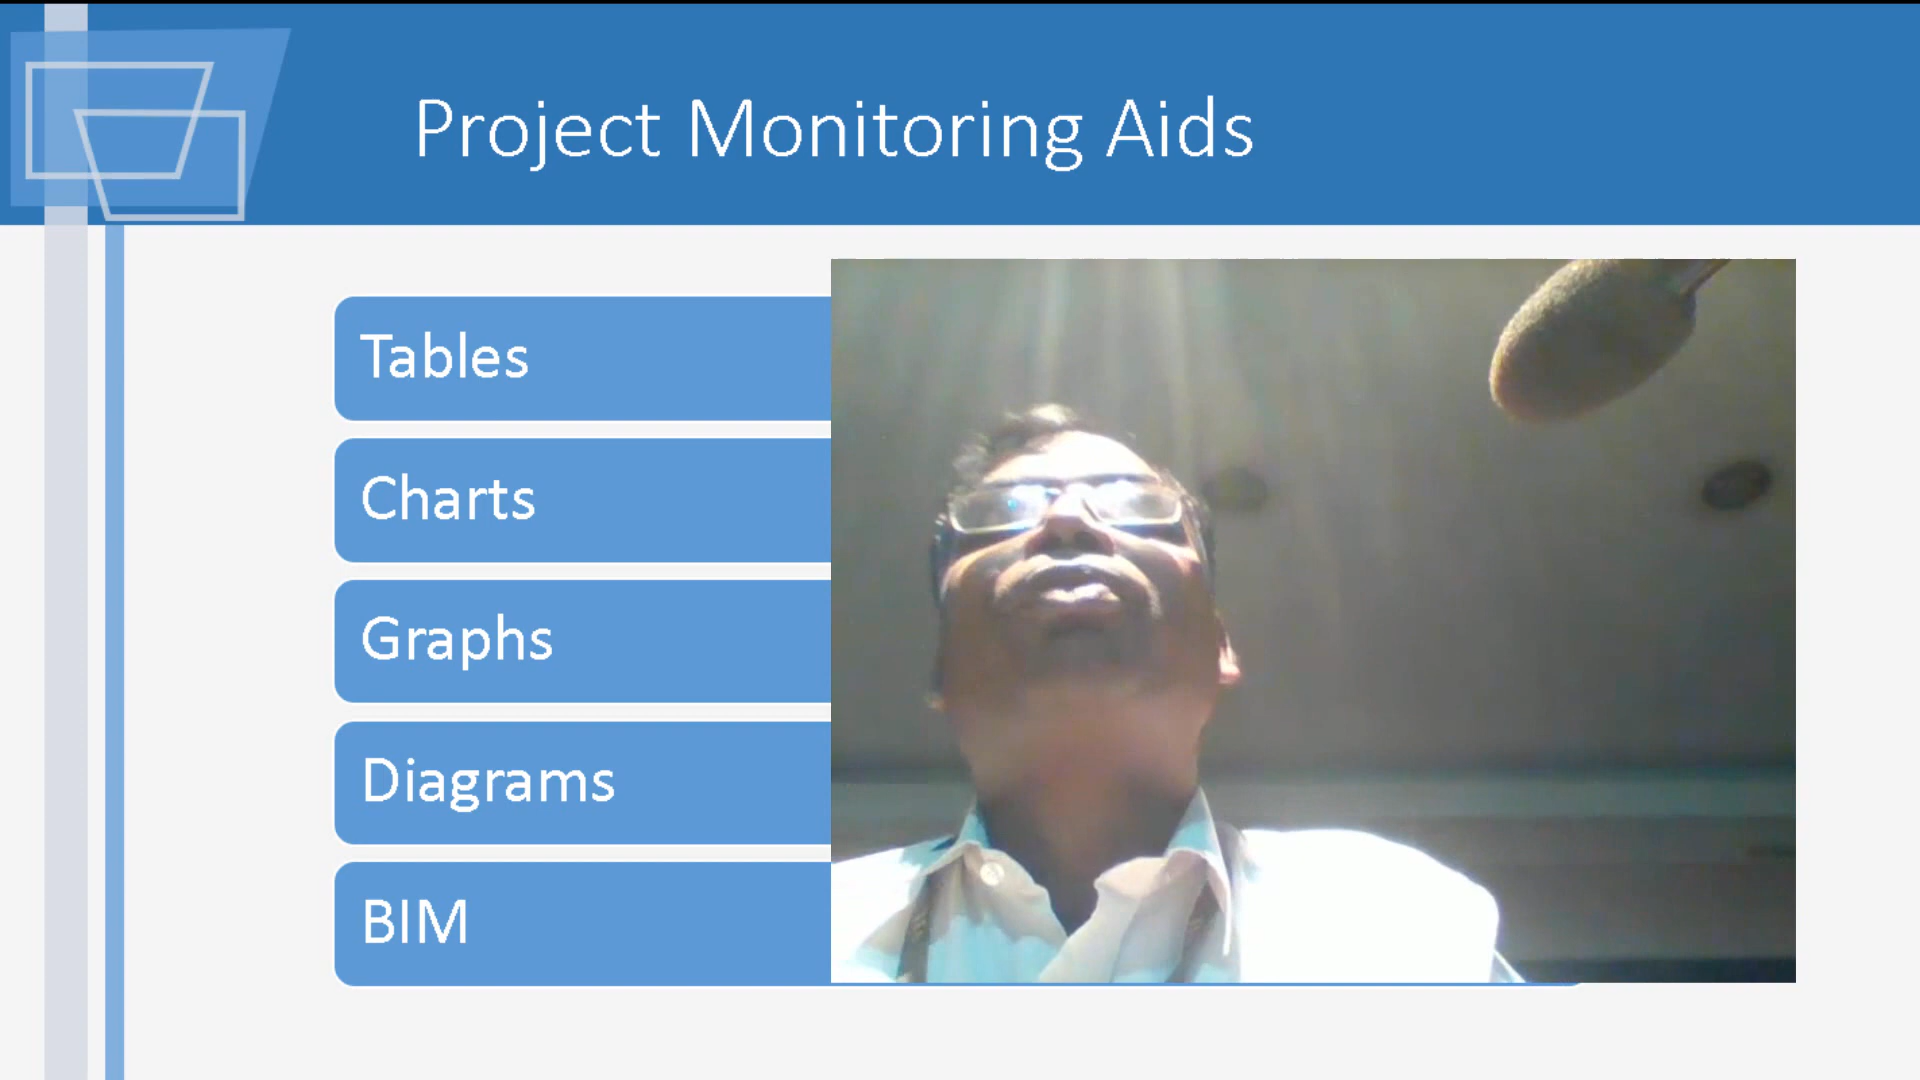 Project Monitoring Aids
Tables
Charts
Graphs
Diagrams
BIM